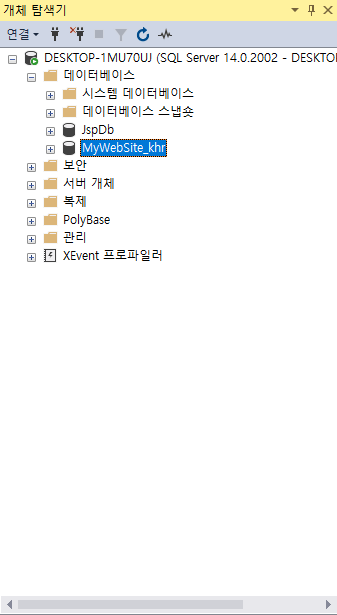 개체 탐색기
연결
DESKTOP-1MU70UJ (SQL Server 14.0.2002 - DESKTO
데이터베이스
시스템 데이터베이스
데이터베이스 스냅숏
JspDb
MyWebSite_khr
보안
서버 개체
복제
PolyBase
관리
XEvent 프로파일러